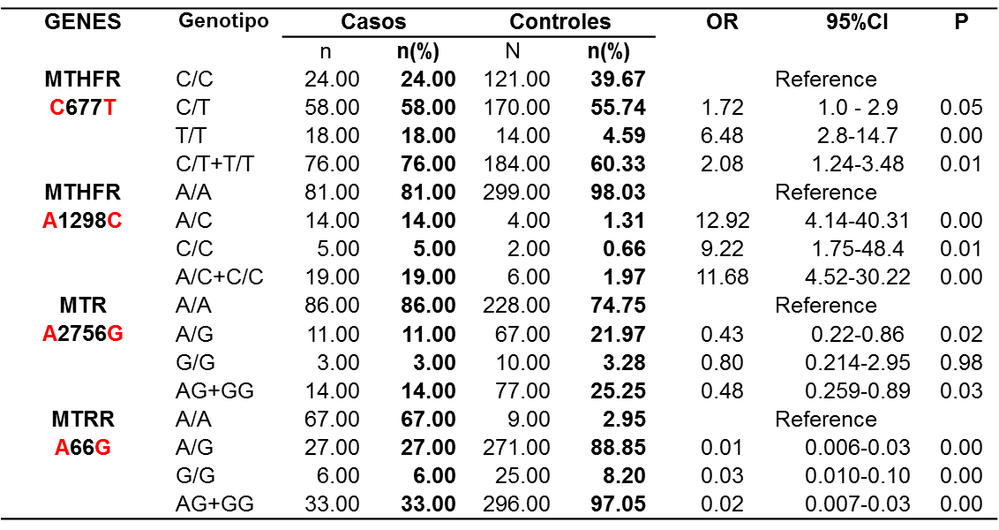 GENES Genotipo Casos Controles OR 95%CI P
n n(%) N n(%)
MTHFR C/C 24.00 24.00 121.00 39.67 Reference
C677T C/T 58.00 58.00 170.00 55.74 1.72 1.0 - 2.9 0.05
T/T 18.00 18.00 14.00 4.59 6.48 2.8-14.7 0.00
C/T+T/T 76.00 76.00 184.00 60.33 2.08 1.24-3.48 0.01
MTHFR A/A 81.00 81.00 299.00 98.03 Reference
A1298C A/C 14.00 14.00 4.00 1.31 12.92 4.14-40.31 0.00
C/C 5.00 5.00 2.00 0.66 9.22 1.75-48.4 0.01
A/C+C/C 19.00 19.00 6.00 1.97 11.68 4.52-30.22 0.00
MTR A/A 86.00 86.00 228.00 74.75 Reference
A2756G A/G 11.00 11.00 67.00 21.97 0.43 0.22-0.86 0.02
G/G 3.00 3.00 10.00 3.28 0.80 0.214-2.95 0.98
AG+GG 14.00 14.00 77.00 25.25 0.48 0.259-0.89 0.03
MTRR A/A 67.00 67.00 9.00 2.95 Reference
A66G A/G 27.00 27.00 271.00 88.85 0.01 0.006-0.03 0.00
G/G 6.00 6.00 25.00 8.20 0.03 0.010-0.10 0.00
AG+GG 33.00 33.00 296.00 97.05 0.02 0.007-0.03 0.00